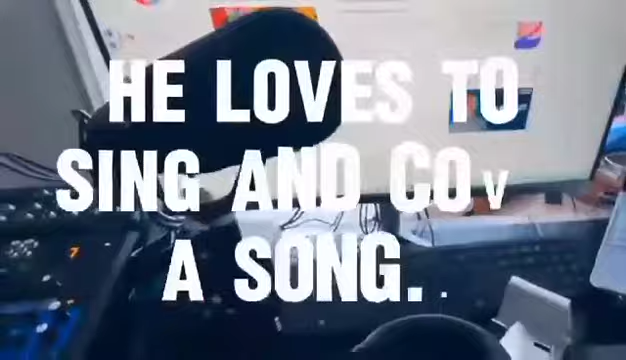 HE LOVES TO
SING AND COV
A SONG. .